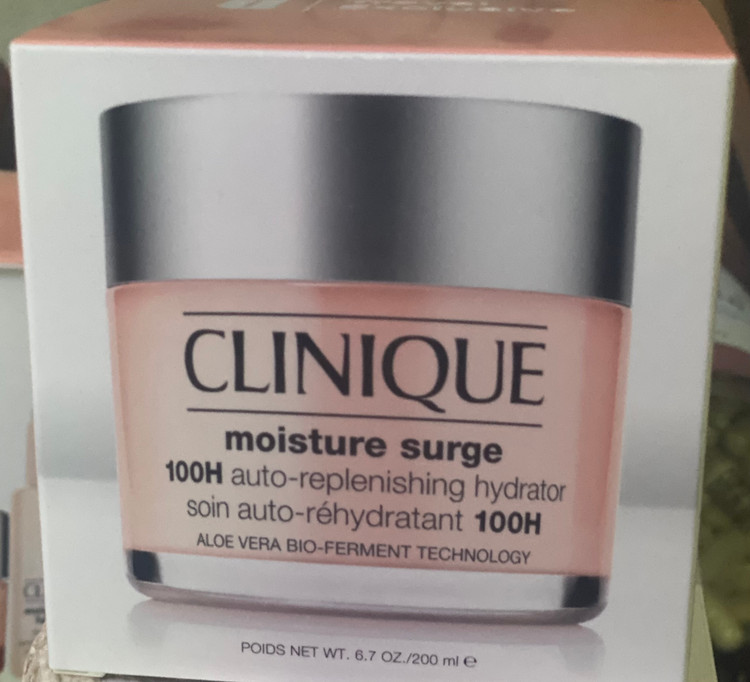 exclusive
CLINIQUE
moisture surge
100H auto-replenishing hydrator
soin auto-réhydratant 100H
ALOE VERA BIO-FERMENT TECHNOLOGY
POIDS NET WT. 6.7 OZ./200 ml ℮